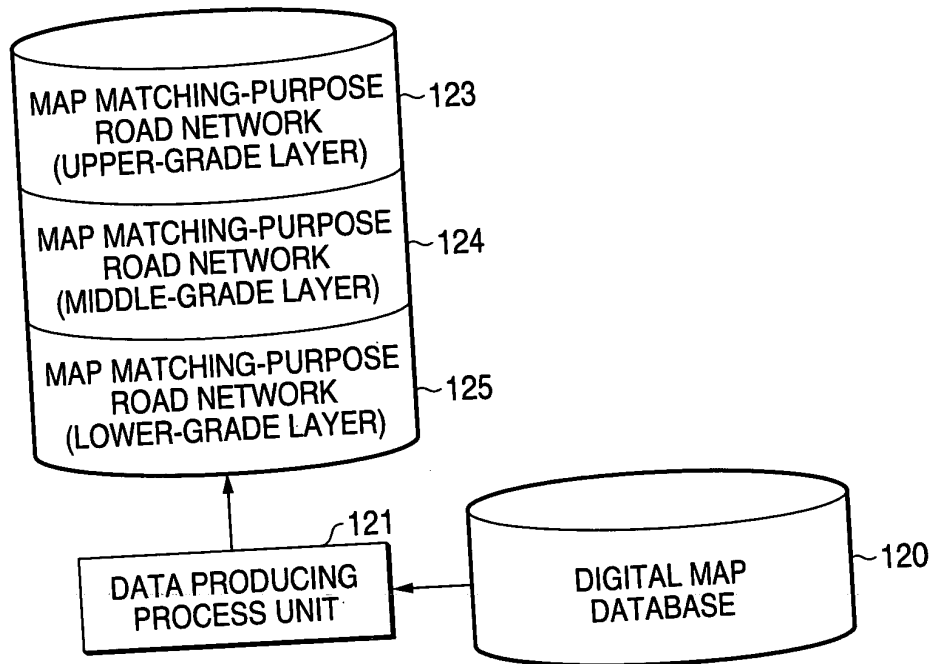 MAP MATCHING-PURPOSE
ROAD NETWORK
(UPPER-GRADE LAYER)
123
MAP MATCHING-PURPOSE
ROAD NETWORK
(MIDDLE-GRADE LAYER)
124
MAP MATCHING-PURPOSE
ROAD NETWORK
(LOWER-GRADE LAYER)
125
121
DATA PRODUCING
PROCESS UNIT
DIGITAL MAP
DATABASE
120